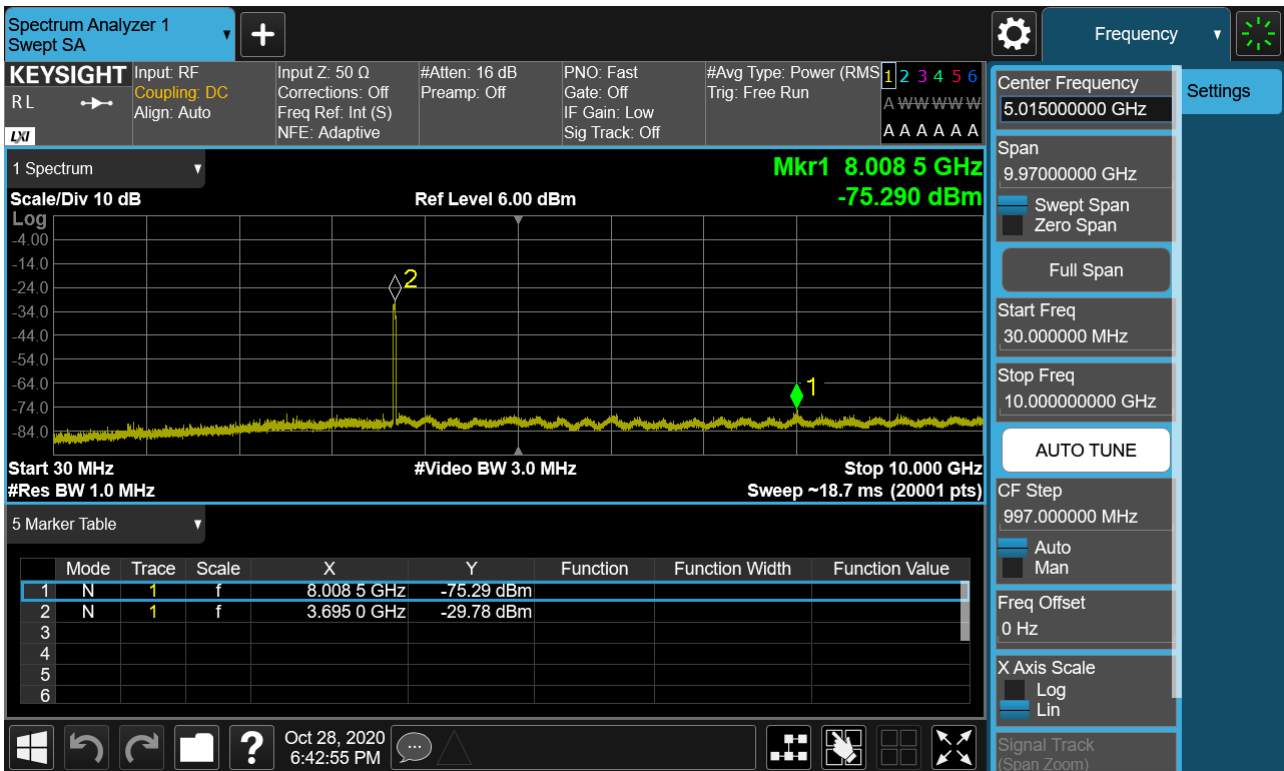 Spectrum Analyzer 1
Swept SA
Frequency
KEYSIGHT
R L
LXI
Input: RF
Coupling: DC
Align: Auto
Input Z: 50 Ω
Corrections: Off
Freq Ref: Int (S)
NFE: Adaptive
#Atten: 16 dB
Preamp: Off
PNO: Fast
Gate: Off
IF Gain: Low
Sig Track: Off
#Avg Type: Power (RMS
Trig: Free Run
1 2 3 4 5 6
A W W W W W
A A A A A A
1 Spectrum
Mkr1 8.008 5 GHz
Scale/Div 10 dB
Ref Level 6.00 dBm
-75.290 dBm
Log
-4.00
-14.0
-24.0
-34.0
-44.0
-54.0
-64.0
-74.0
-84.0
2
1
Start 30 MHz
#Video BW 3.0 MHz
Stop 10.000 GHz
#Res BW 1.0 MHz
Sweep ~18.7 ms (20001 pts)
5 Marker Table
Mode Trace Scale X Y Function Function Width Function Value
1 N 1 f 8.008 5 GHz -75.29 dBm
2 N 1 f 3.695 0 GHz -29.78 dBm
3
4
5
6
?
Oct 28, 2020
6:42:55 PM
Center Frequency
5.015000000 GHz
Settings
Span
9.97000000 GHz
Swept Span
Zero Span
Full Span
Start Freq
30.000000 MHz
Stop Freq
10.000000000 GHz
AUTO TUNE
CF Step
997.000000 MHz
Auto
Man
Freq Offset
0 Hz
X Axis Scale
Log
Lin
Signal Track
(Span Zoom)